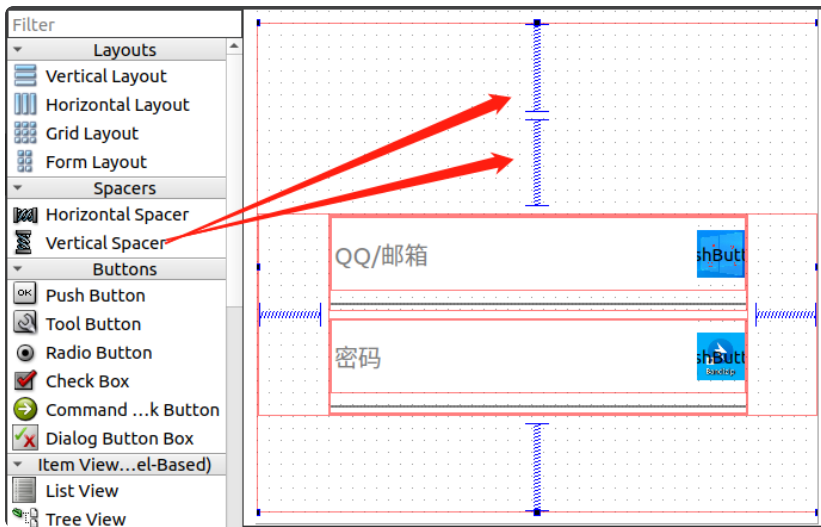 Filter
Layouts
Vertical Layout
Horizontal Layout
Grid Layout
Form Layout
Spacers
Horizontal Spacer
Vertical Spacer
Buttons
OK
Push Button
Tool Button
Radio Button
Check Box
Command ...k Button
Dialog Button Box
Item View...el-Based)
List View
Tree View
QQ/邮箱
shButt
密码
shButt